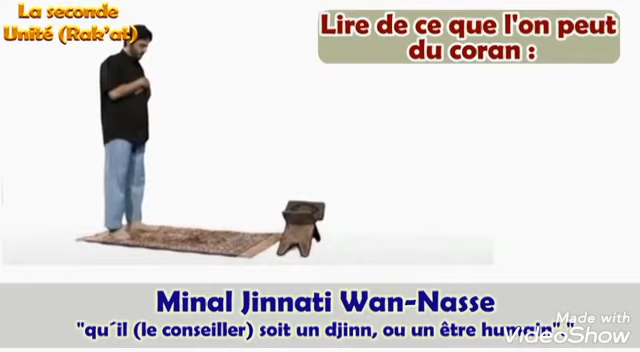 La seconde
Unité (Rak'at)
Lire de ce que l'on peut
du coran :
Minal Jinnati Wan-Nasse
"qu´il (le conseiller) soit un djinn, ou un être humain"."
Made with
VideoShow